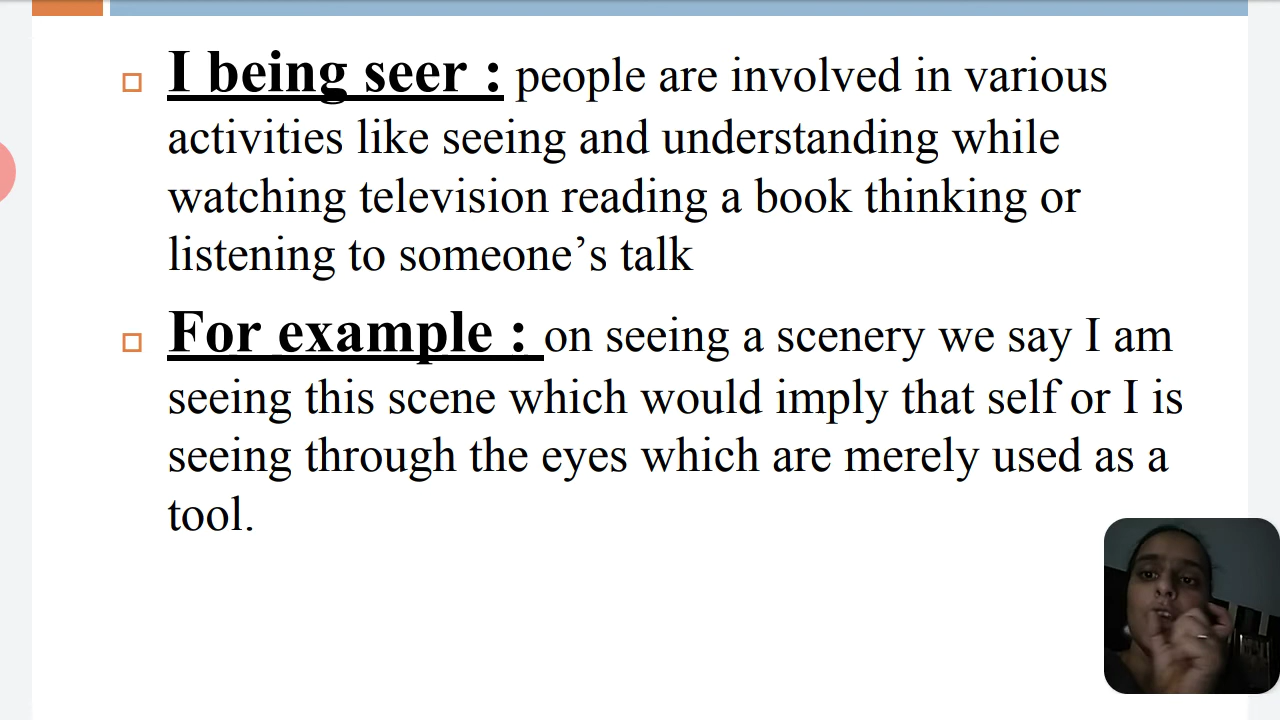 I being seer : people are involved in various
activities like seeing and understanding while
watching television reading a book thinking or
listening to someone’s talk
For example : on seeing a scenery we say I am
seeing this scene which would imply that self or I is
seeing through the eyes which are merely used as a
tool.